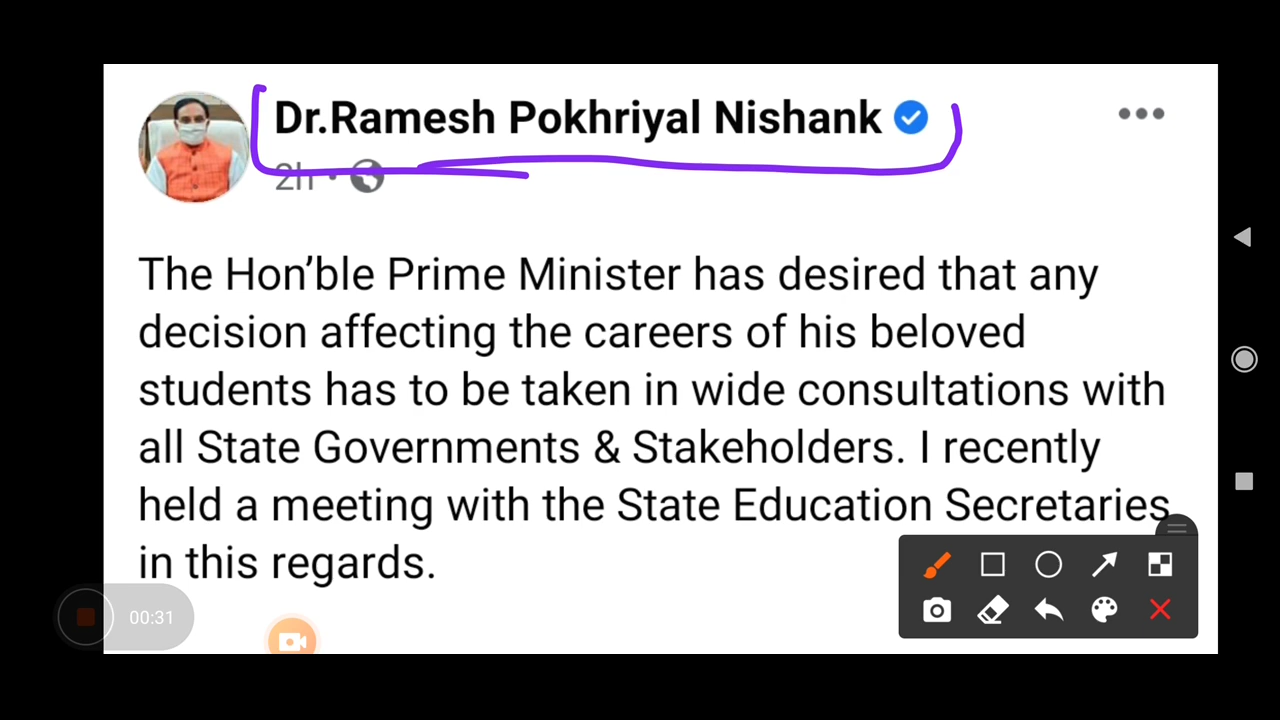 Dr.Ramesh Pokhriyal Nishank
2h ·
The Hon’ble Prime Minister has desired that any
decision affecting the careers of his beloved
students has to be taken in wide consultations with
all State Governments & Stakeholders. I recently
held a meeting with the State Education Secretaries
in this regards.
00:31